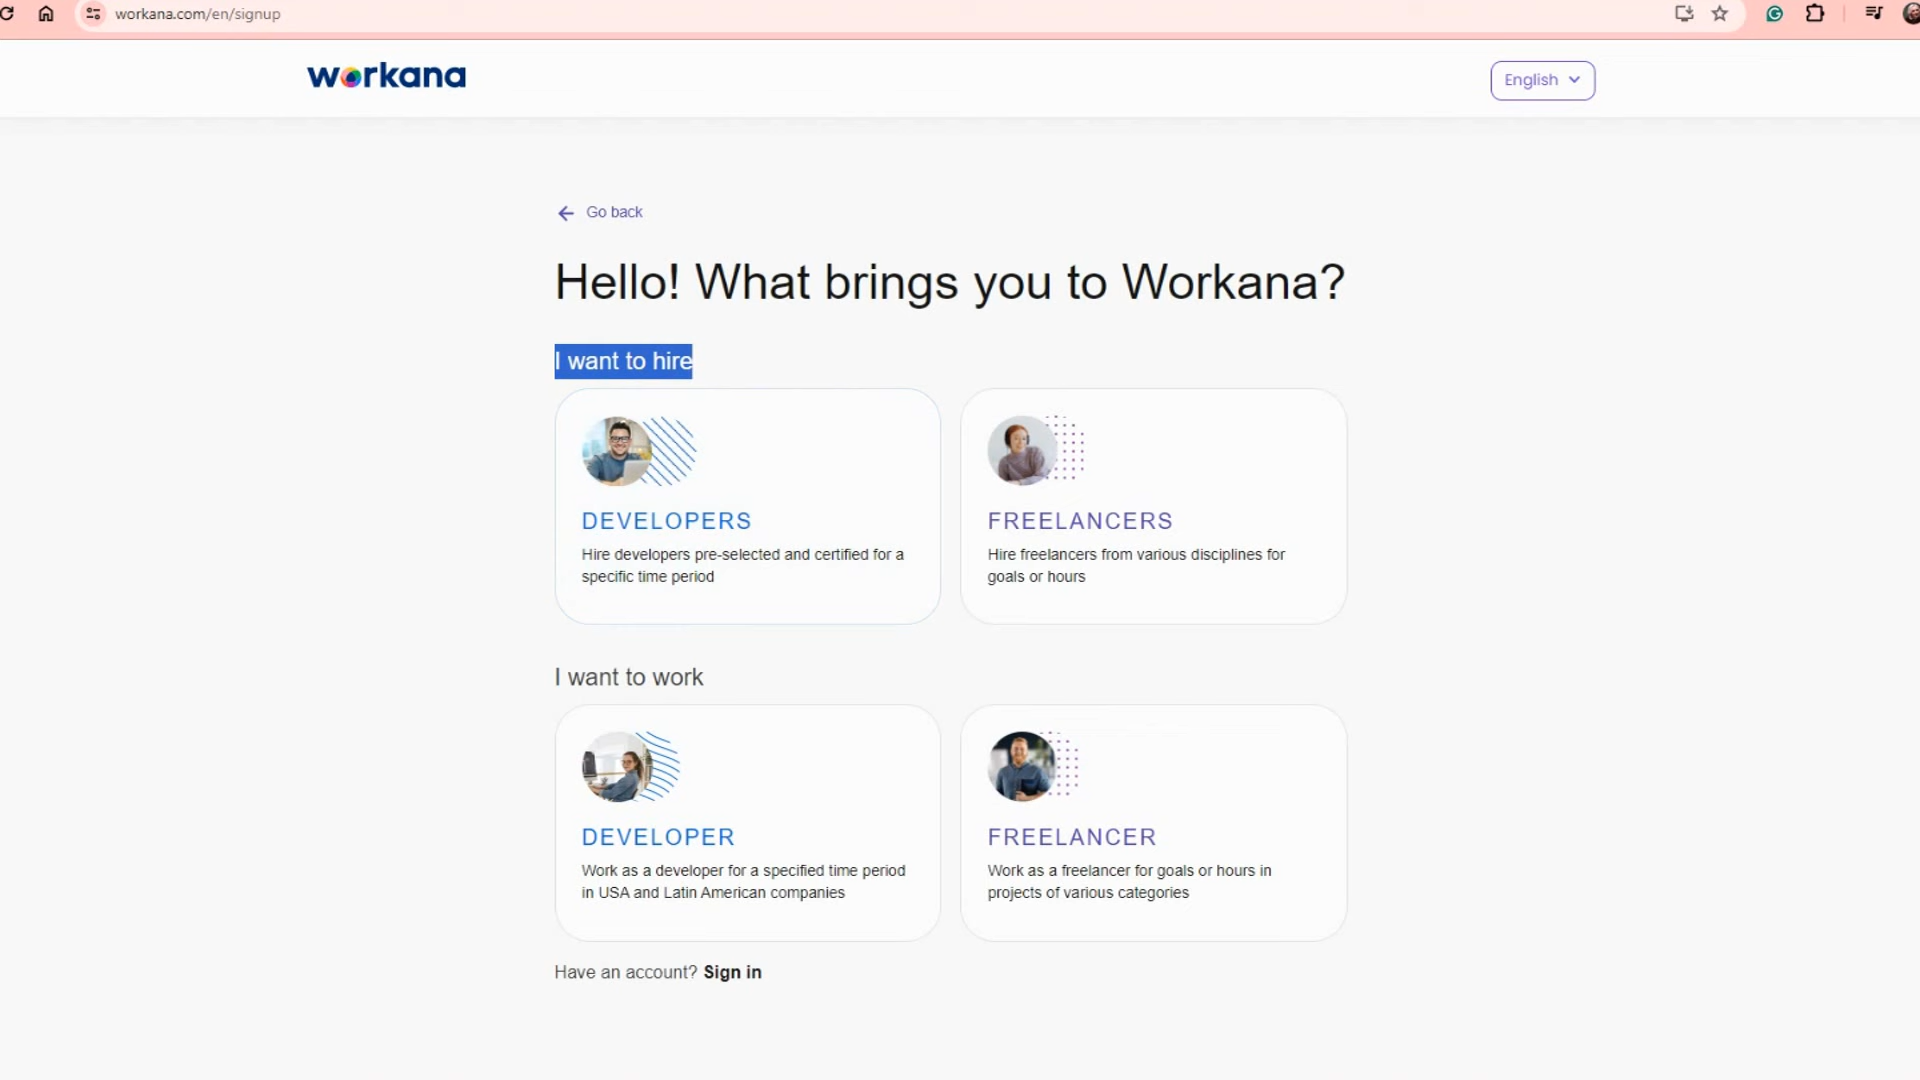 workana.com/en/signup
workana
English
Go back
Hello! What brings you to Workana?
I want to hire
DEVELOPERS
Hire developers pre-selected and certified for a
specific time period
FREELANCERS
Hire freelancers from various disciplines for
goals or hours
I want to work
DEVELOPER
Work as a developer for a specified time period
in USA and Latin American companies
FREELANCER
Work as a freelancer for goals or hours in
projects of various categories
Have an account? Sign in